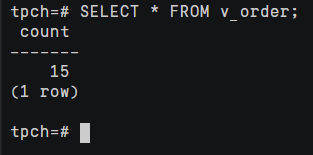 tpch=# SELECT * FROM v_order;
 count
-------
    15
(1 row)

tpch=#